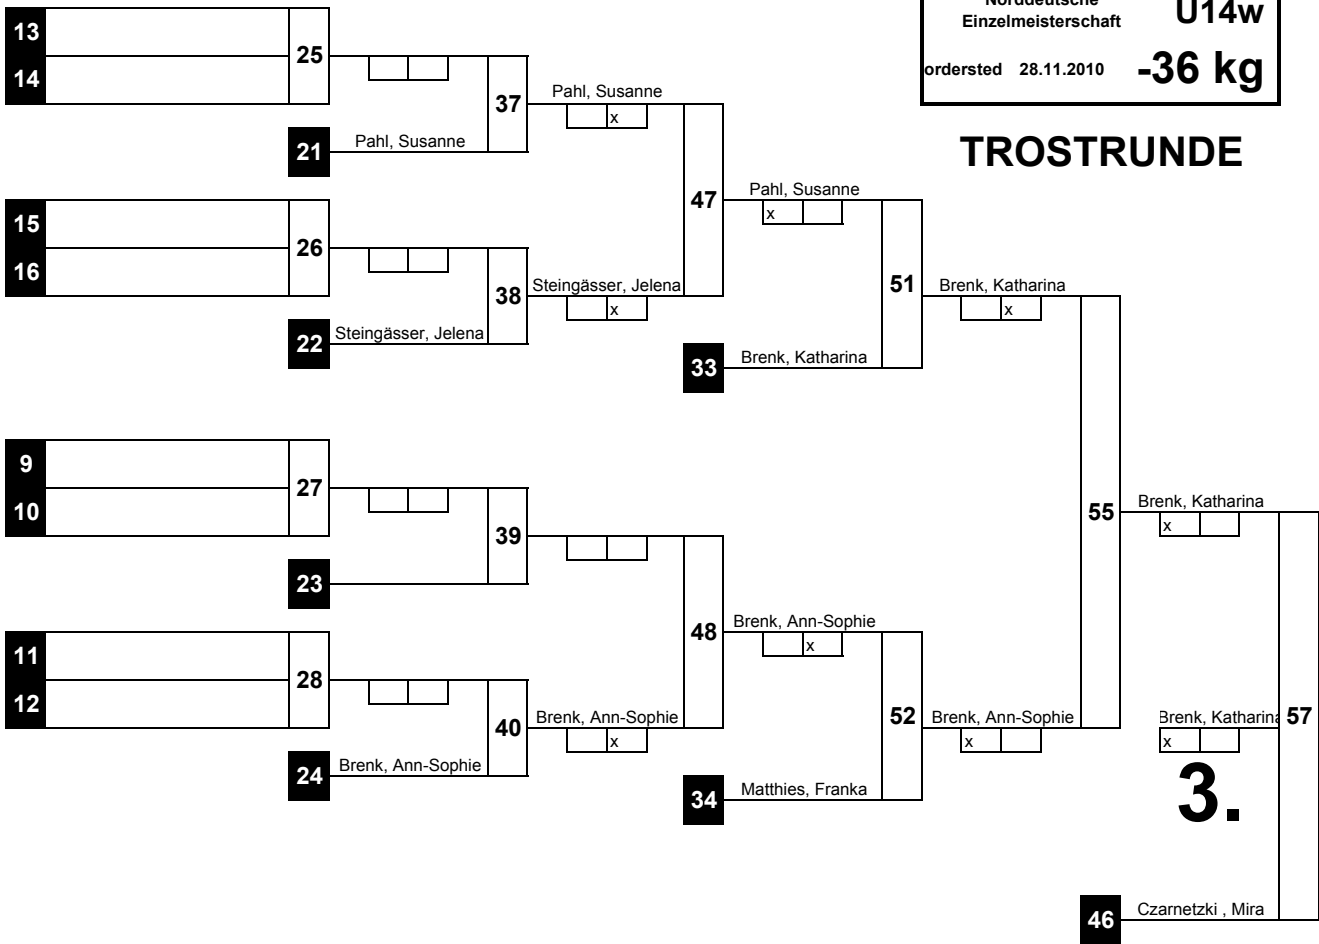 Norddeutsche
Einzelmeisterschaft
U14w
ordersted 28.11.2010
-36 kg
TROSTRUNDE
13
25
14
37
Pahl, Susanne
x
21
Pahl, Susanne
47
Pahl, Susanne
x
15
26
16
38
Steingässer, Jelena
x
22
Steingässer, Jelena
51
Brenk, Katharina
x
33
Brenk, Katharina
9
27
10
39
23
55
Brenk, Katharina
x
48
Brenk, Ann-Sophie
x
11
28
12
40
Brenk, Ann-Sophie
x
24
Brenk, Ann-Sophie
52
Brenk, Ann-Sophie
x
34
Matthies, Franka
Brenk, Katharina
57
x
3.
46
Czarnetzki , Mira